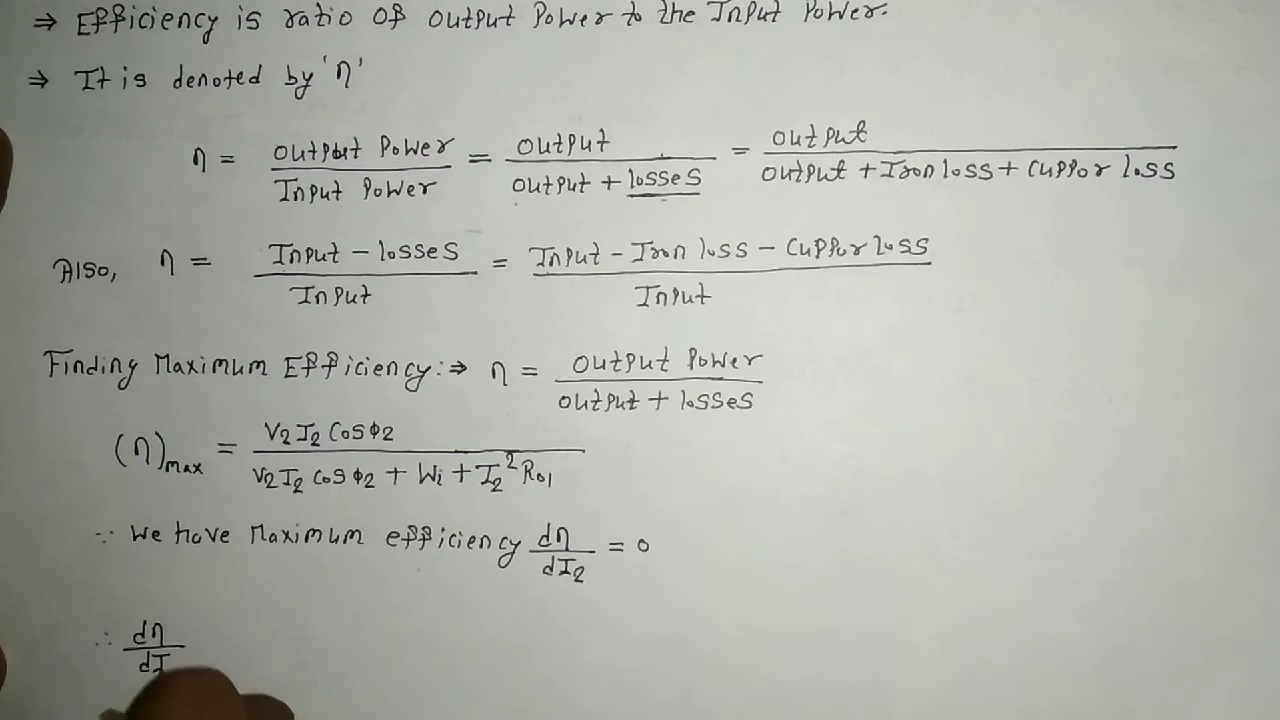 ⇒ Efficiency is ratio of output Power to the Input Power.
⇒ It is denoted by 'η'
η = Output Power / Input Power = output / output + losses = output / output + Iron loss + Cuppor loss
Also, η = Input - losses / Input = Input - Iron loss - Cuppor loss / Input
Finding Maximum Efficiency:⇒ η = output Power / output + losses
(η)max = V2 I2 Cos φ2 / V2 I2 Cos φ2 + Wi + I2² R01
∵ We have Maximum efficiency dη / dI2 = 0
∴ dη / dI